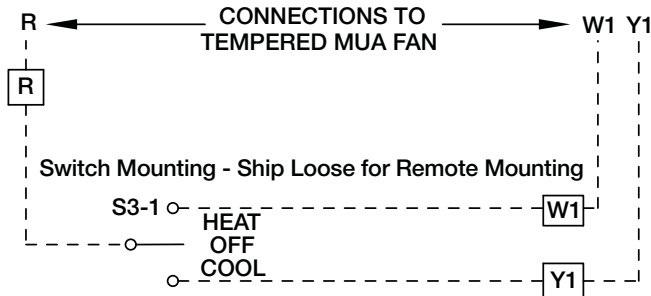 R CONNECTIONS TO W1 Y1
TEMPERED MUA FAN
R
Switch Mounting - Ship Loose for Remote Mounting
S3-1 W1
HEAT
OFF
COOL
Y1